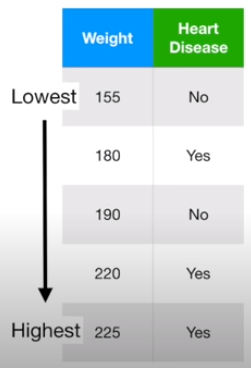 Weight Heart Disease
Lowest 155 No
180 Yes
190 No
220 Yes
Highest 225 Yes